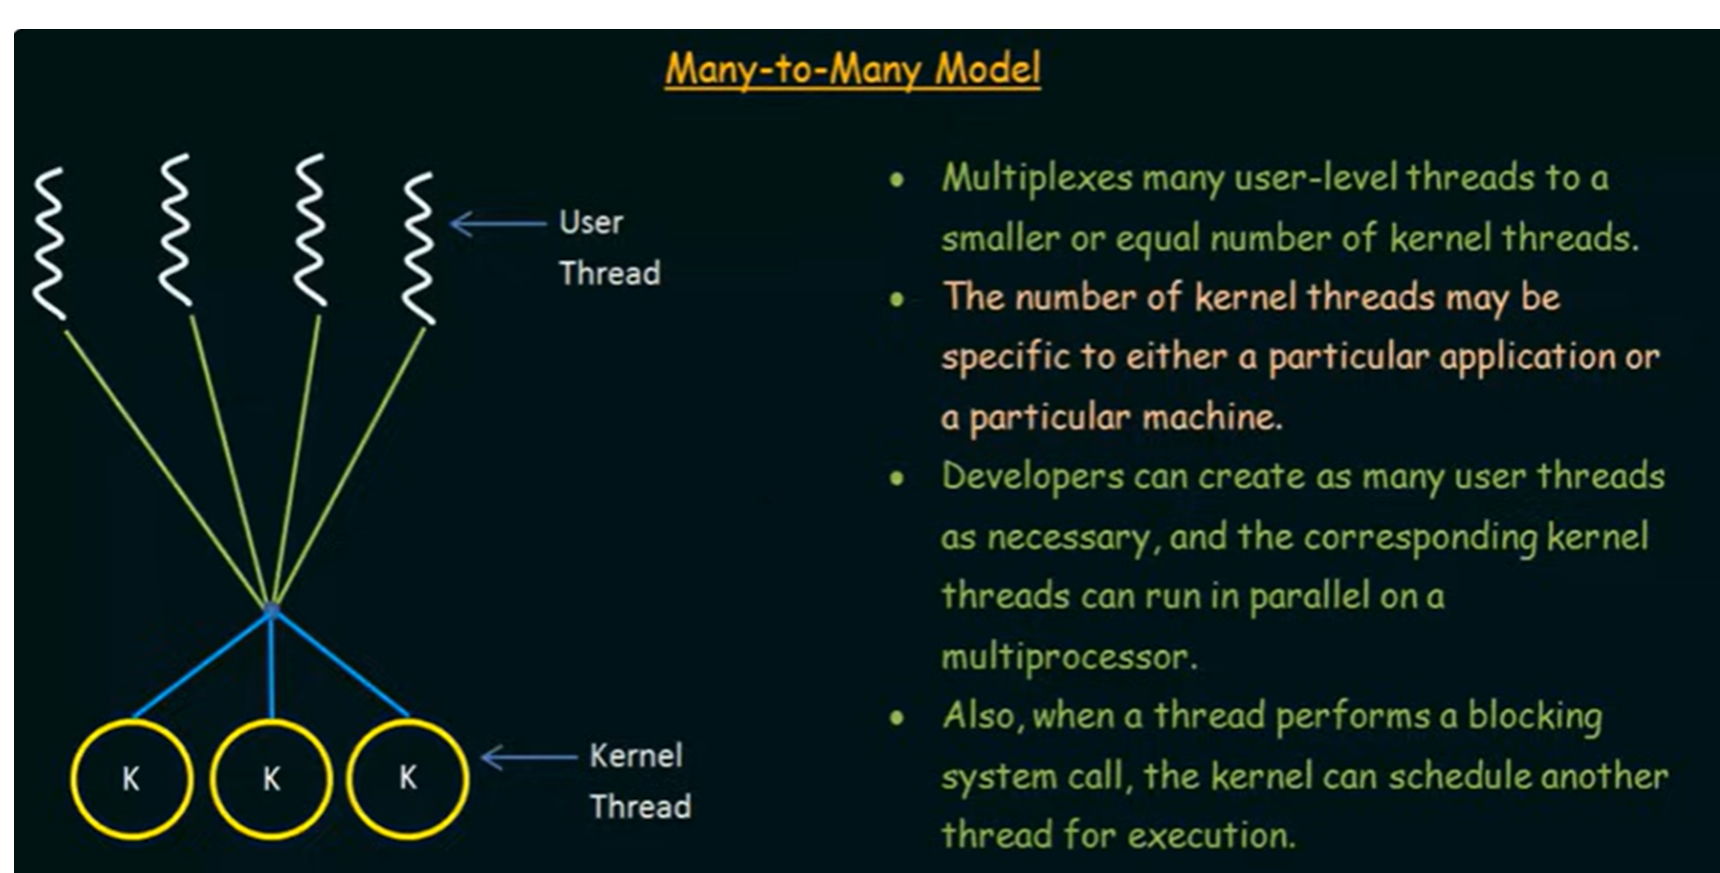 Many-to-Many Model
User
Thread
K
K
K
Kernel
Thread
• Multiplexes many user-level threads to a
smaller or equal number of kernel threads.
• The number of kernel threads may be
specific to either a particular application or
a particular machine.
• Developers can create as many user threads
as necessary, and the corresponding kernel
threads can run in parallel on a
multiprocessor.
• Also, when a thread performs a blocking
system call, the kernel can schedule another
thread for execution.